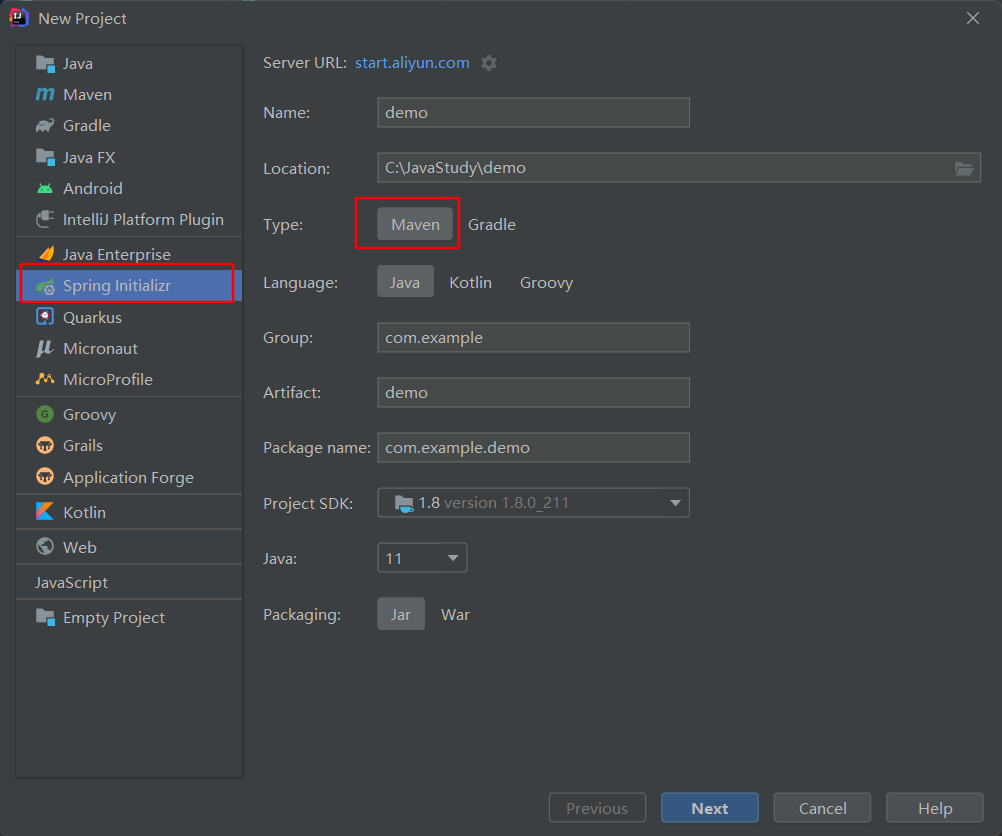 New Project
Java
Maven
Gradle
Java FX
Android
IntelliJ Platform Plugin
Java Enterprise
Spring Initializr
Quarkus
Micronaut
MicroProfile
Groovy
Grails
Application Forge
Kotlin
Web
JavaScript
Empty Project
Server URL: start.aliyun.com
Name: demo
Location: C:\JavaStudy\demo
Type: Maven Gradle
Language: Java Kotlin Groovy
Group: com.example
Artifact: demo
Package name: com.example.demo
Project SDK: 1.8 version 1.8.0_211
Java: 11
Packaging: Jar War
Previous Next Cancel Help